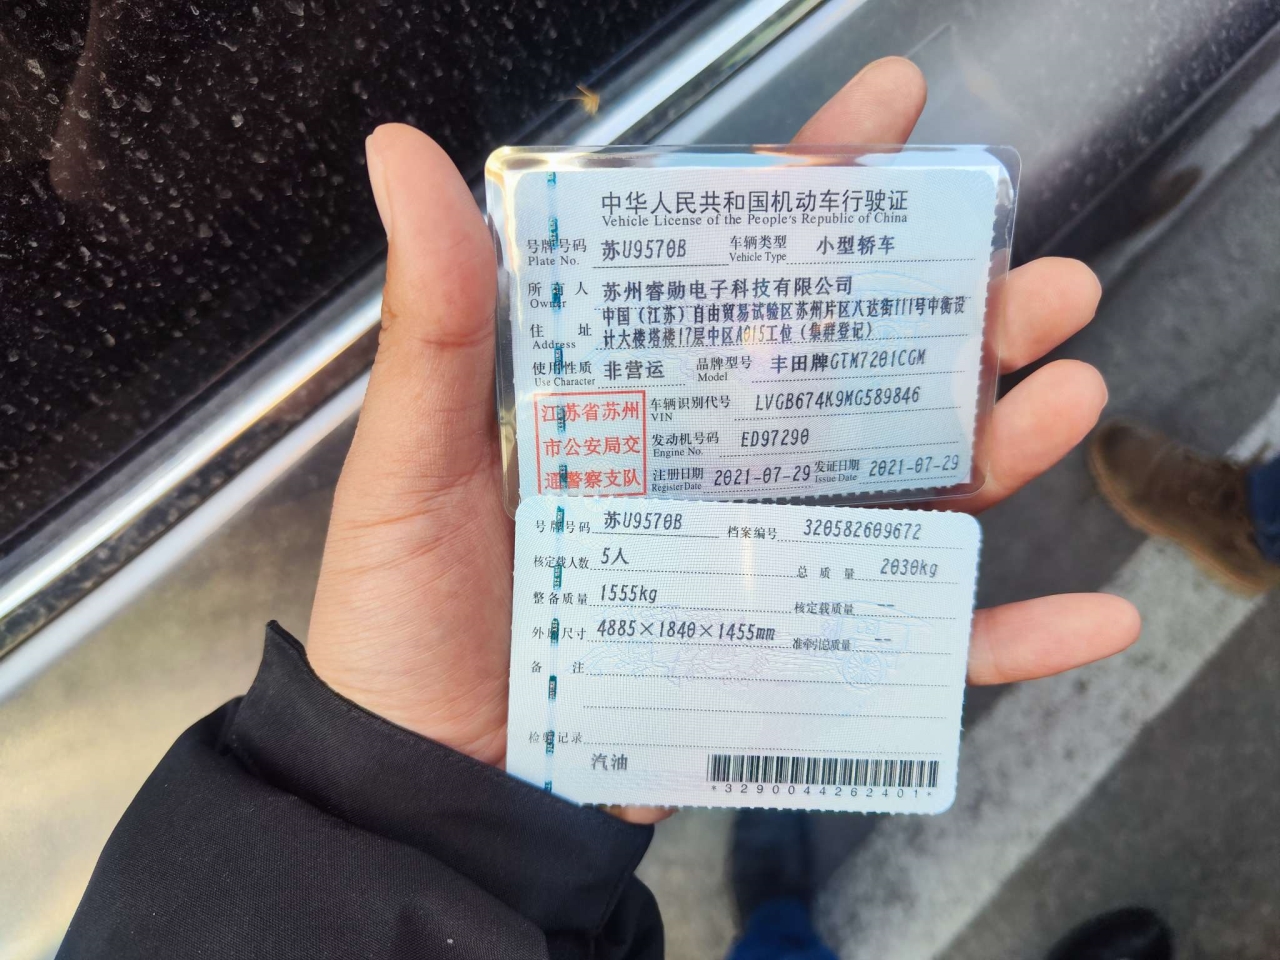 中华人民共和国机动车行驶证
Vehicle License of the People's Republic of China
号牌号码 苏U9570B 车辆类型 小型轿车
Plate No. Vehicle Type
所有人 苏州睿勋电子科技有限公司
Owner
住址 中国(江苏)自由贸易试验区苏州片区八达街111号中衡设
Address 计大楼塔楼17层中区A015工位(集群登记)
使用性质 非营运 品牌型号 丰田牌GTM7201CGM
Use Character Model
江苏省苏州
市公安局交
通警察支队
车辆识别代号 LVGB674K9MG589846
VIN
发动机号码 ED97290
Engine No.
注册日期 2021-07-29 发证日期 2021-07-29
Register Date Issue Date
号牌号码 苏U9570B 档案编号 320582609672
核定载人数 5人 总质量 2030kg
整备质量 1555kg 核定载质量 --
外廓尺寸 4885×1840×1455mm 准牵引总质量 --
备注
检验记录
汽油
*3290044262401*